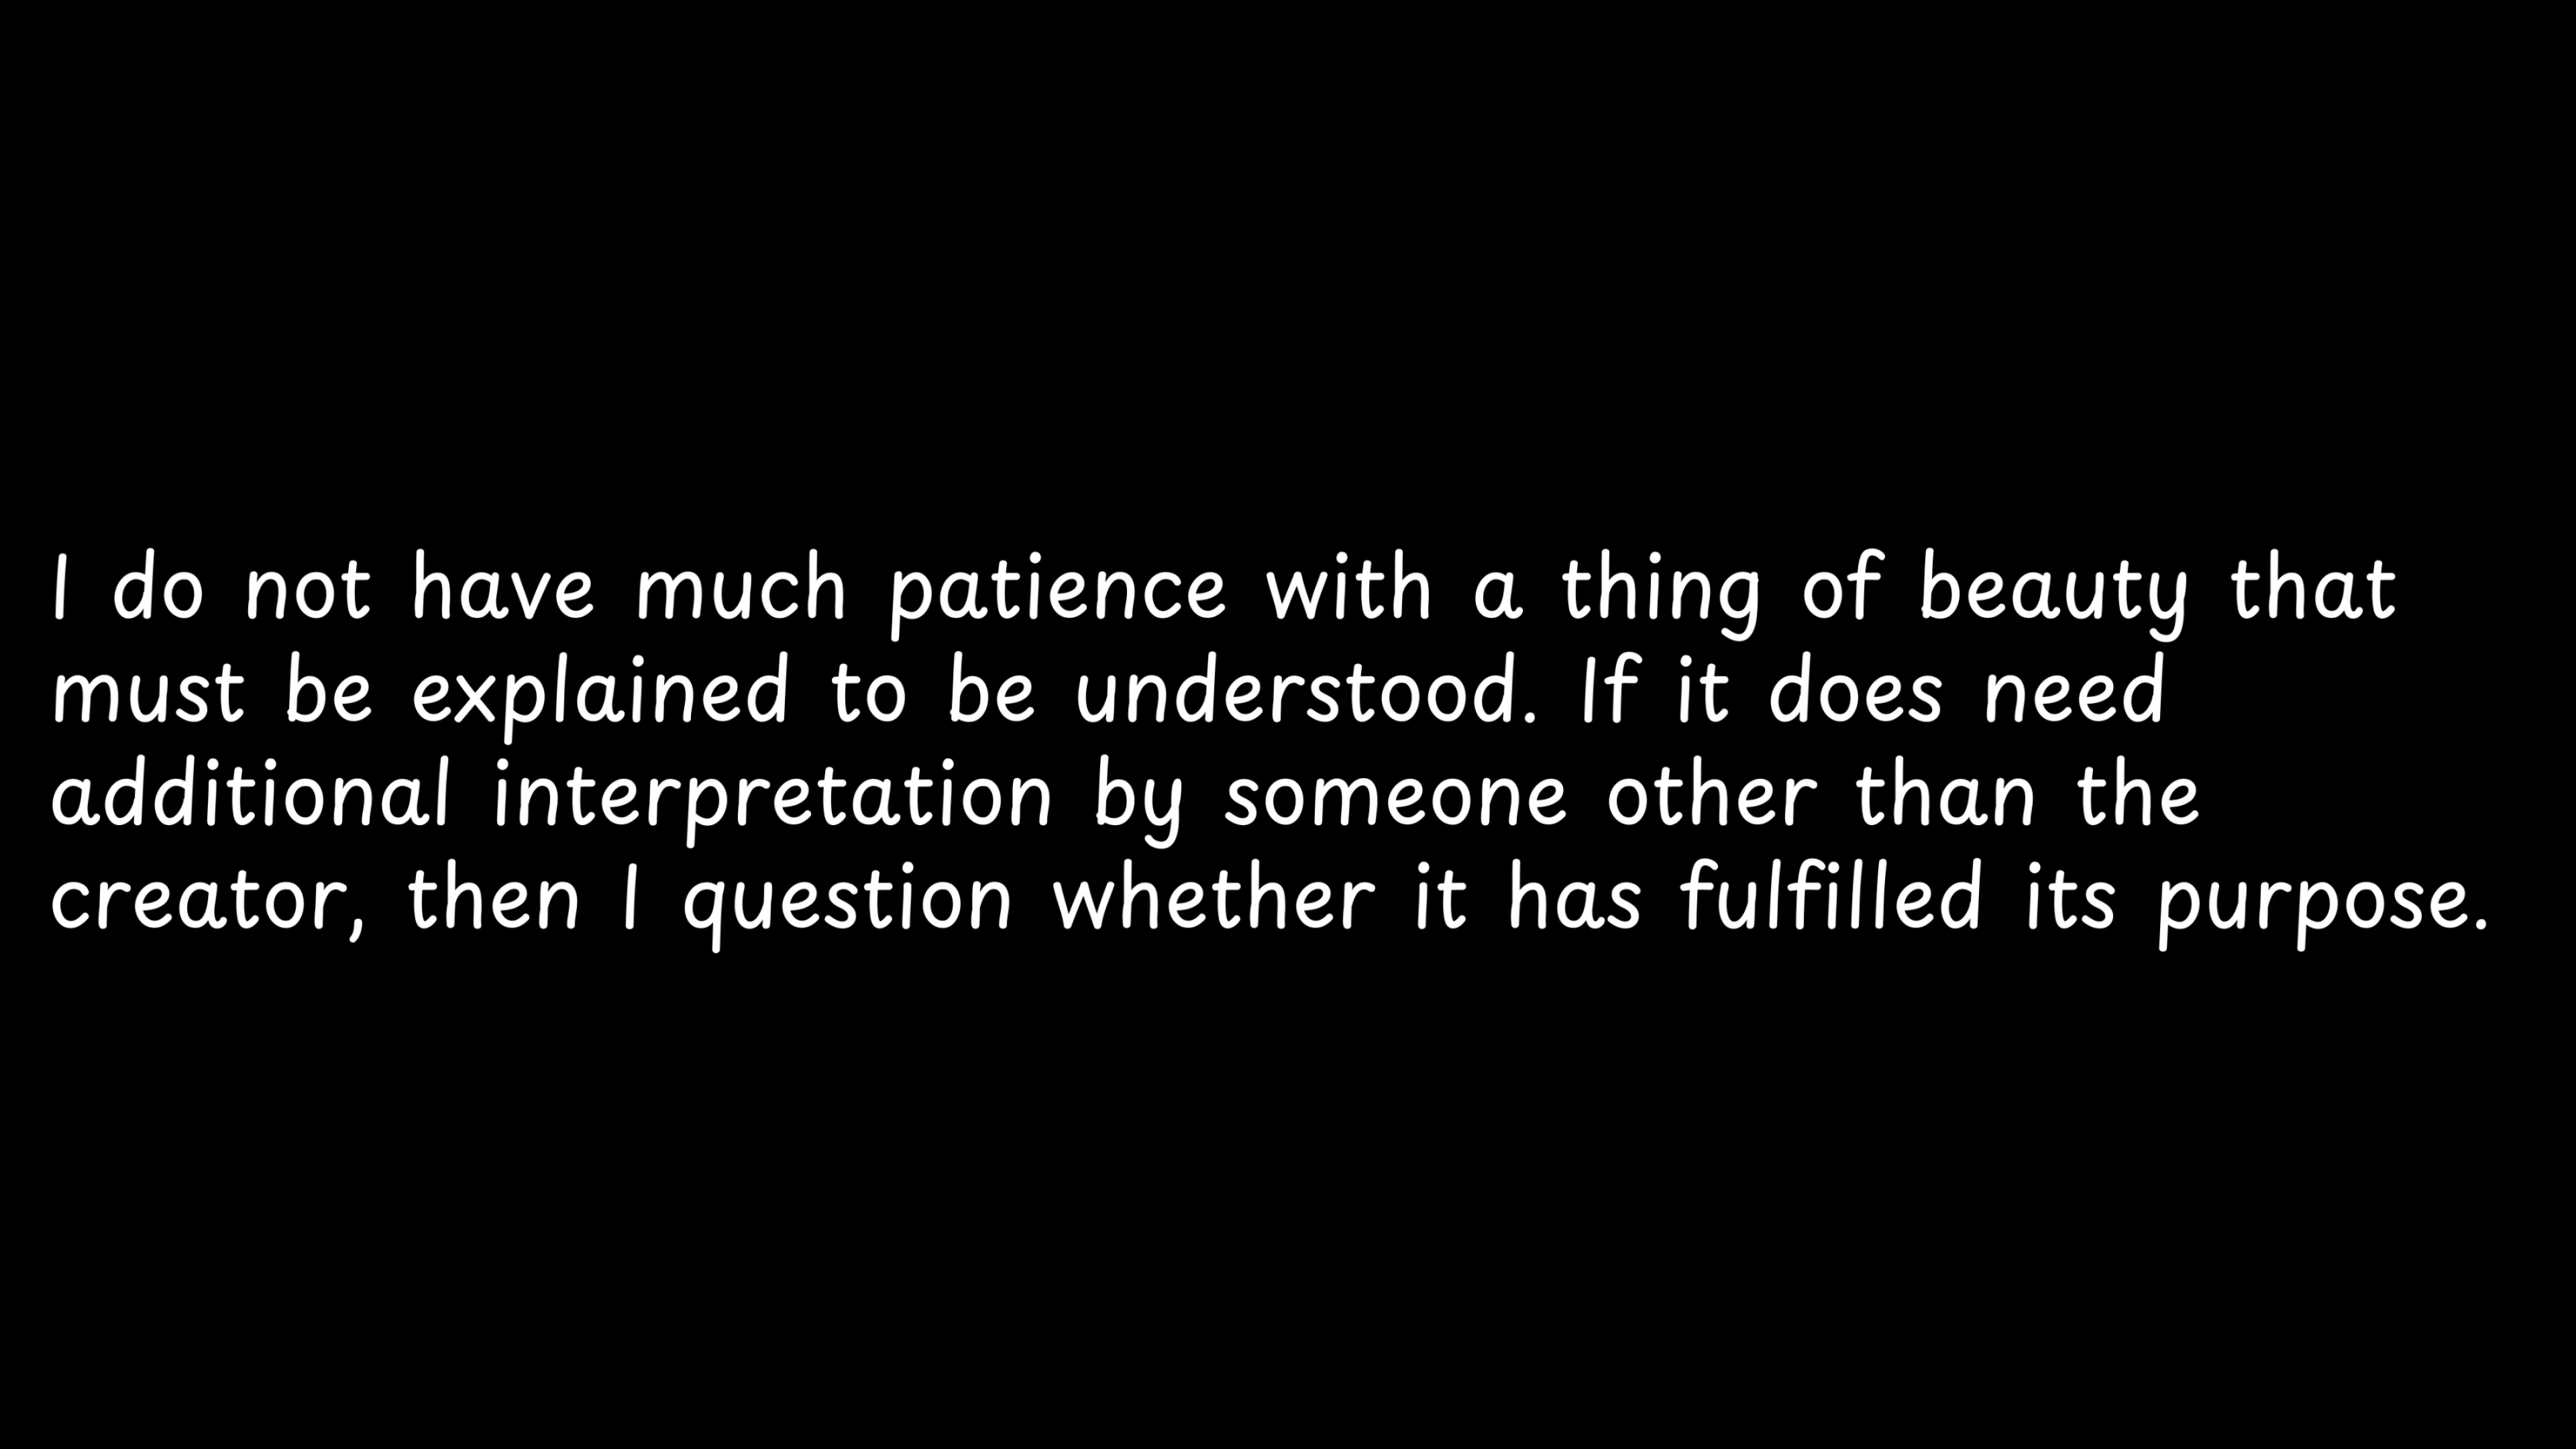 I do not have much patience with a thing of beauty that
must be explained to be understood. If it does need
additional interpretation by someone other than the
creator, then I question whether it has fulfilled its purpose.